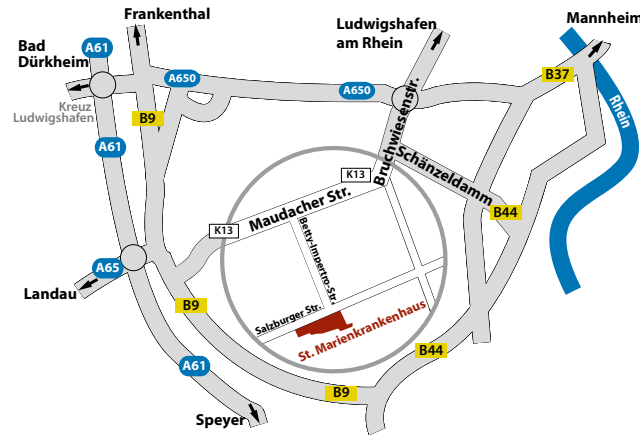 Frankenthal
Mannheim
Ludwigshafen
am Rhein
A61
Bad
Dürkheim
A650
A650
B37
Kreuz
Ludwigshafen
B9
Rhein
A61
Bruchwiesenstr.
Schänzeldamm
K13
Maudacher Str.
B44
K13
Betty-Impertro-Str.
A65
Landau
B9
Salzburger Str.
St. Marienkrankenhaus
B44
A61
B9
Speyer